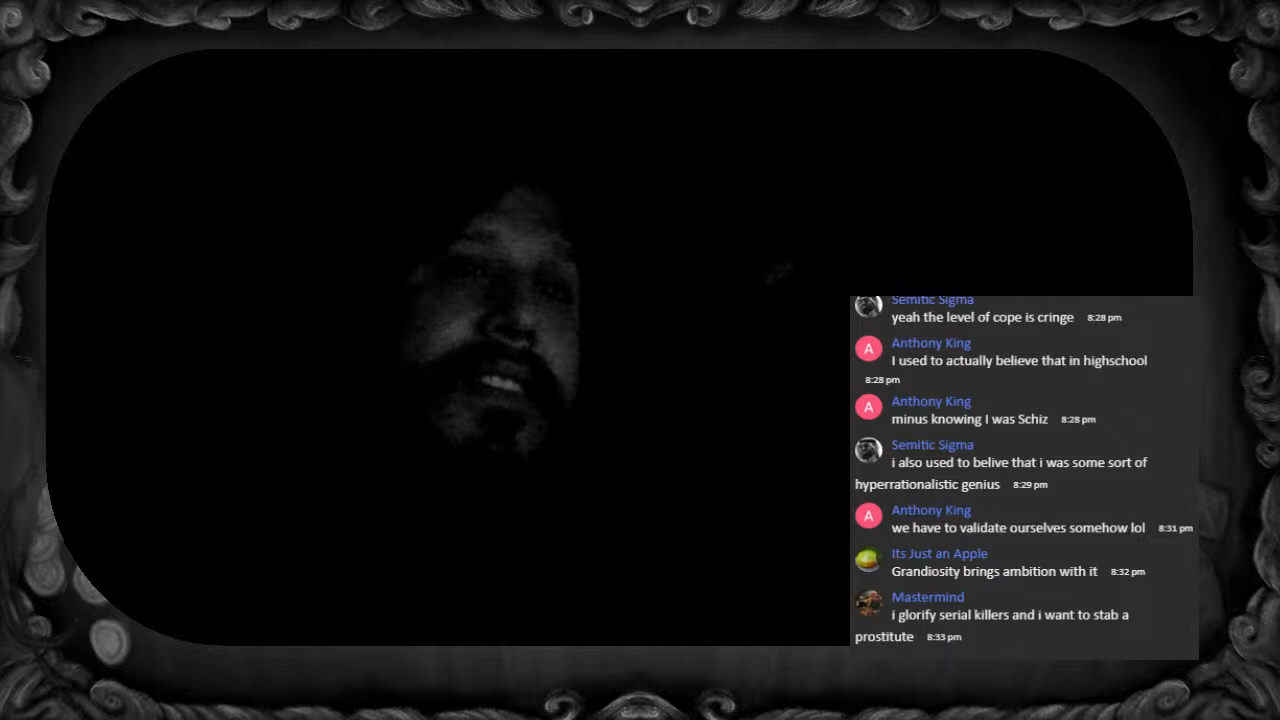 Semitic Sigma
yeah the level of cope is cringe 8:28 pm
A Anthony King
I used to actually believe that in highschool
8:28 pm
A Anthony King
minus knowing I was Schiz 8:28 pm
Semitic Sigma
i also used to belive that i was some sort of
hyperrationalistic genius 8:29 pm
A Anthony King
we have to validate ourselves somehow lol 8:31 pm
Its Just an Apple
Grandiosity brings ambition with it 8:32 pm
Mastermind
i glorify serial killers and i want to stab a
prostitute 8:33 pm